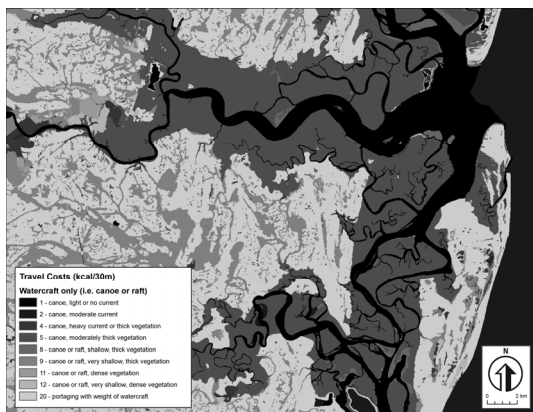 Travel Costs (kcal/30m)
Watercraft only (i.e. canoe or raft)
1 - canoe, light or no current
2 - canoe, moderate current
4 - canoe, heavy current or thick vegetation
5 - canoe, moderately thick vegetation
8 - canoe or raft, shallow, thick vegetation
9 - canoe or raft, very shallow, thick vegetation
11 - canoe or raft, dense vegetation
12 - canoe or raft, very shallow, dense vegetation
20 - portaging with weight of watercraft
N
0 2 km